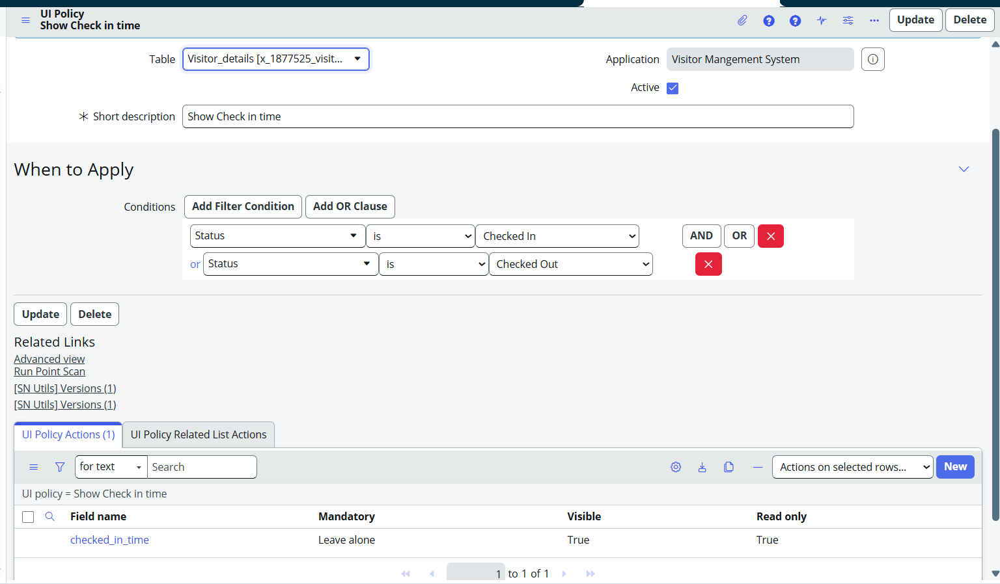 UI Policy
Show Check in time
Update Delete
Table Visitor_details [x_1877525_visit... Application Visitor Mangement System
Active
Short description Show Check in time
When to Apply
Conditions Add Filter Condition Add OR Clause
Status is Checked In AND OR
or Status is Checked Out
Update Delete
Related Links
Advanced view
Run Point Scan
[SN Utils] Versions (1)
[SN Utils] Versions (1)
UI Policy Actions (1) UI Policy Related List Actions
for text Search Actions on selected rows... New
UI policy = Show Check in time
Field name Mandatory Visible Read only
checked_in_time Leave alone True True
1 to 1 of 1